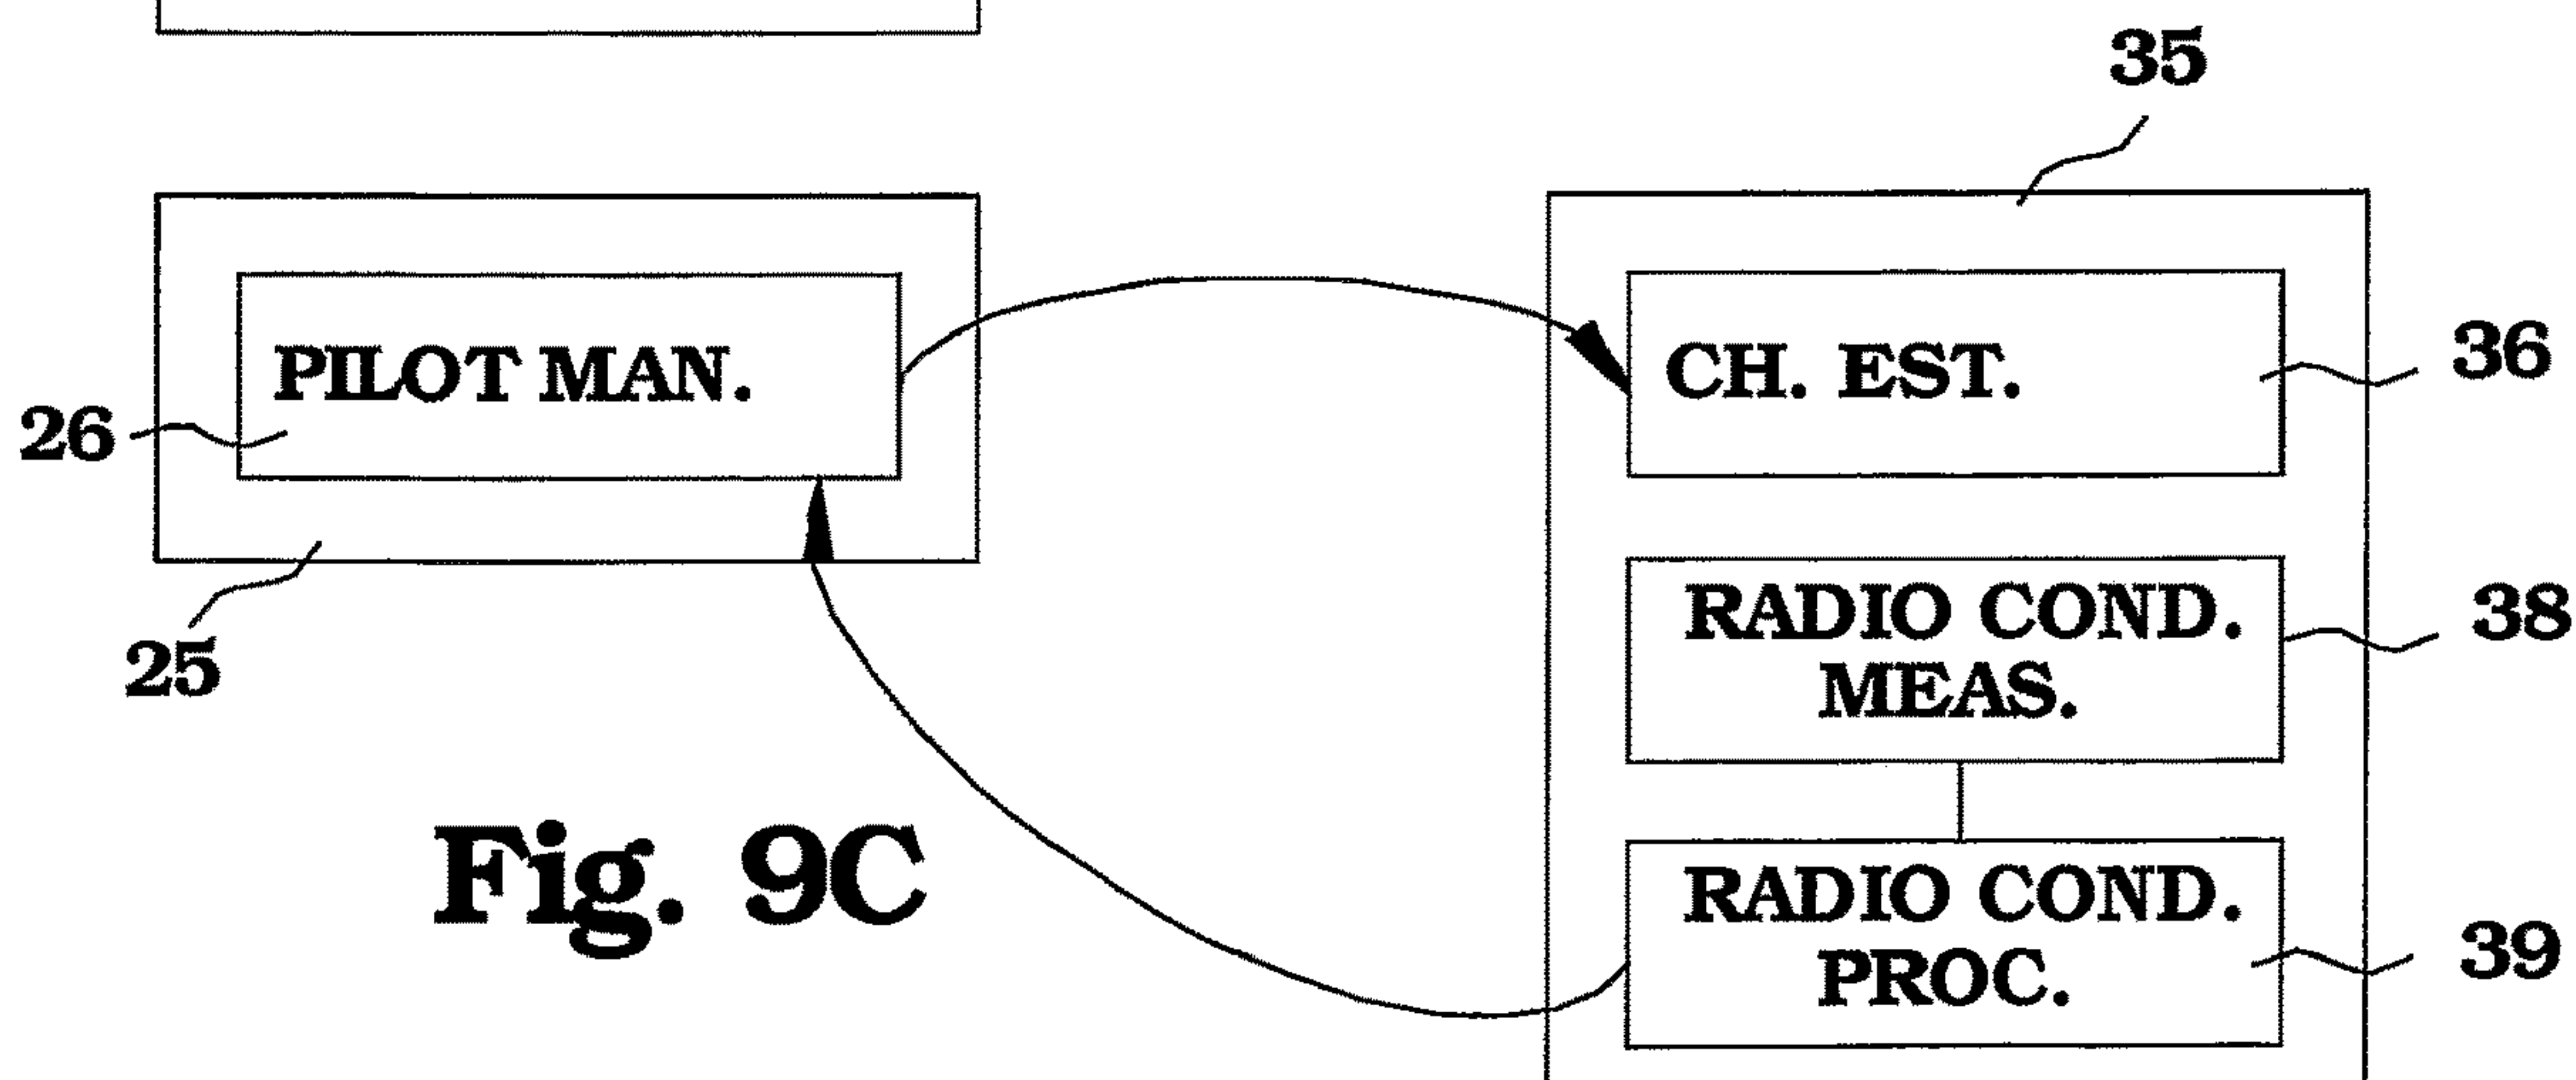 35
PILOT MAN.
26
25
CH. EST.
36
RADIO COND.
MEAS.
38
RADIO COND.
PROC.
39
Fig. 9C